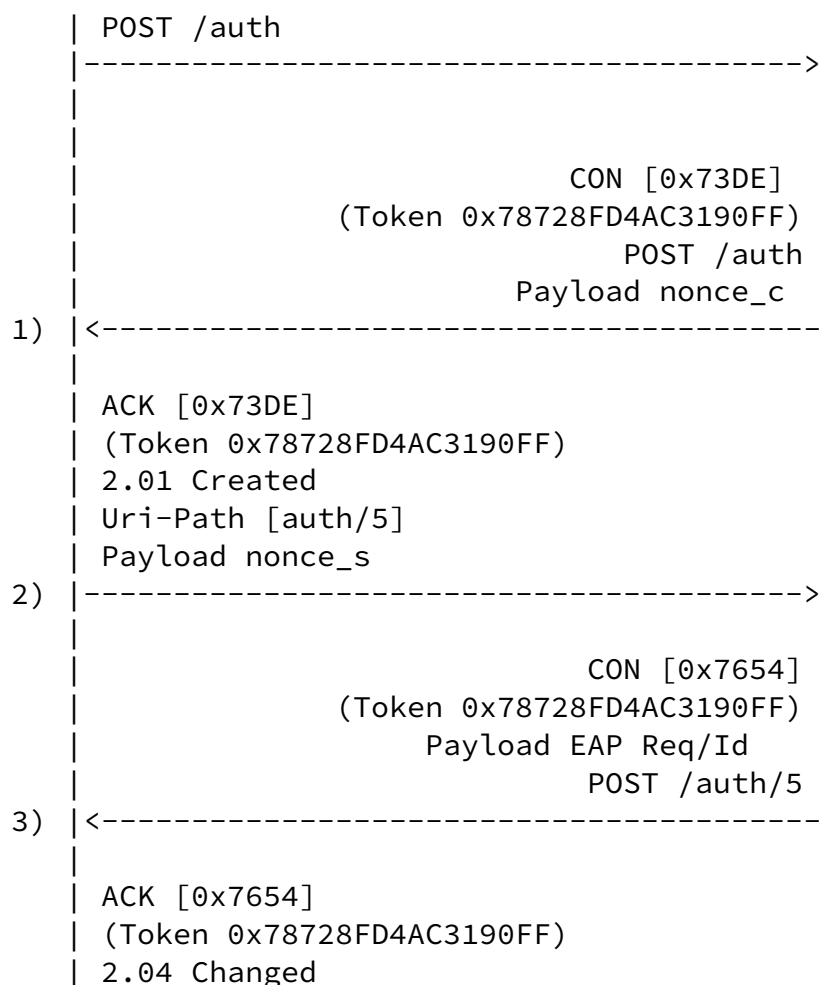 POST /auth
---------------------------------------->
CON [0x73DE]
(Token 0x78728FD4AC3190FF)
POST /auth
Payload nonce_c
1) <----------------------------------------
ACK [0x73DE]
(Token 0x78728FD4AC3190FF)
2.01 Created
Uri-Path [auth/5]
Payload nonce_s
2) ---------------------------------------->
CON [0x7654]
(Token 0x78728FD4AC3190FF)
Payload EAP Req/Id
POST /auth/5
3) <----------------------------------------
ACK [0x7654]
(Token 0x78728FD4AC3190FF)
2.04 Changed